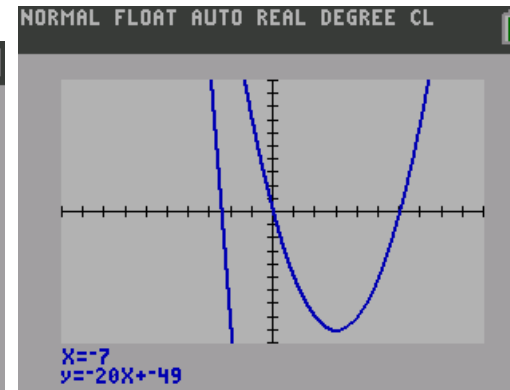 NORMAL FLOAT AUTO REAL DEGREE CL
X=⁻7
y=⁻20X+⁻49